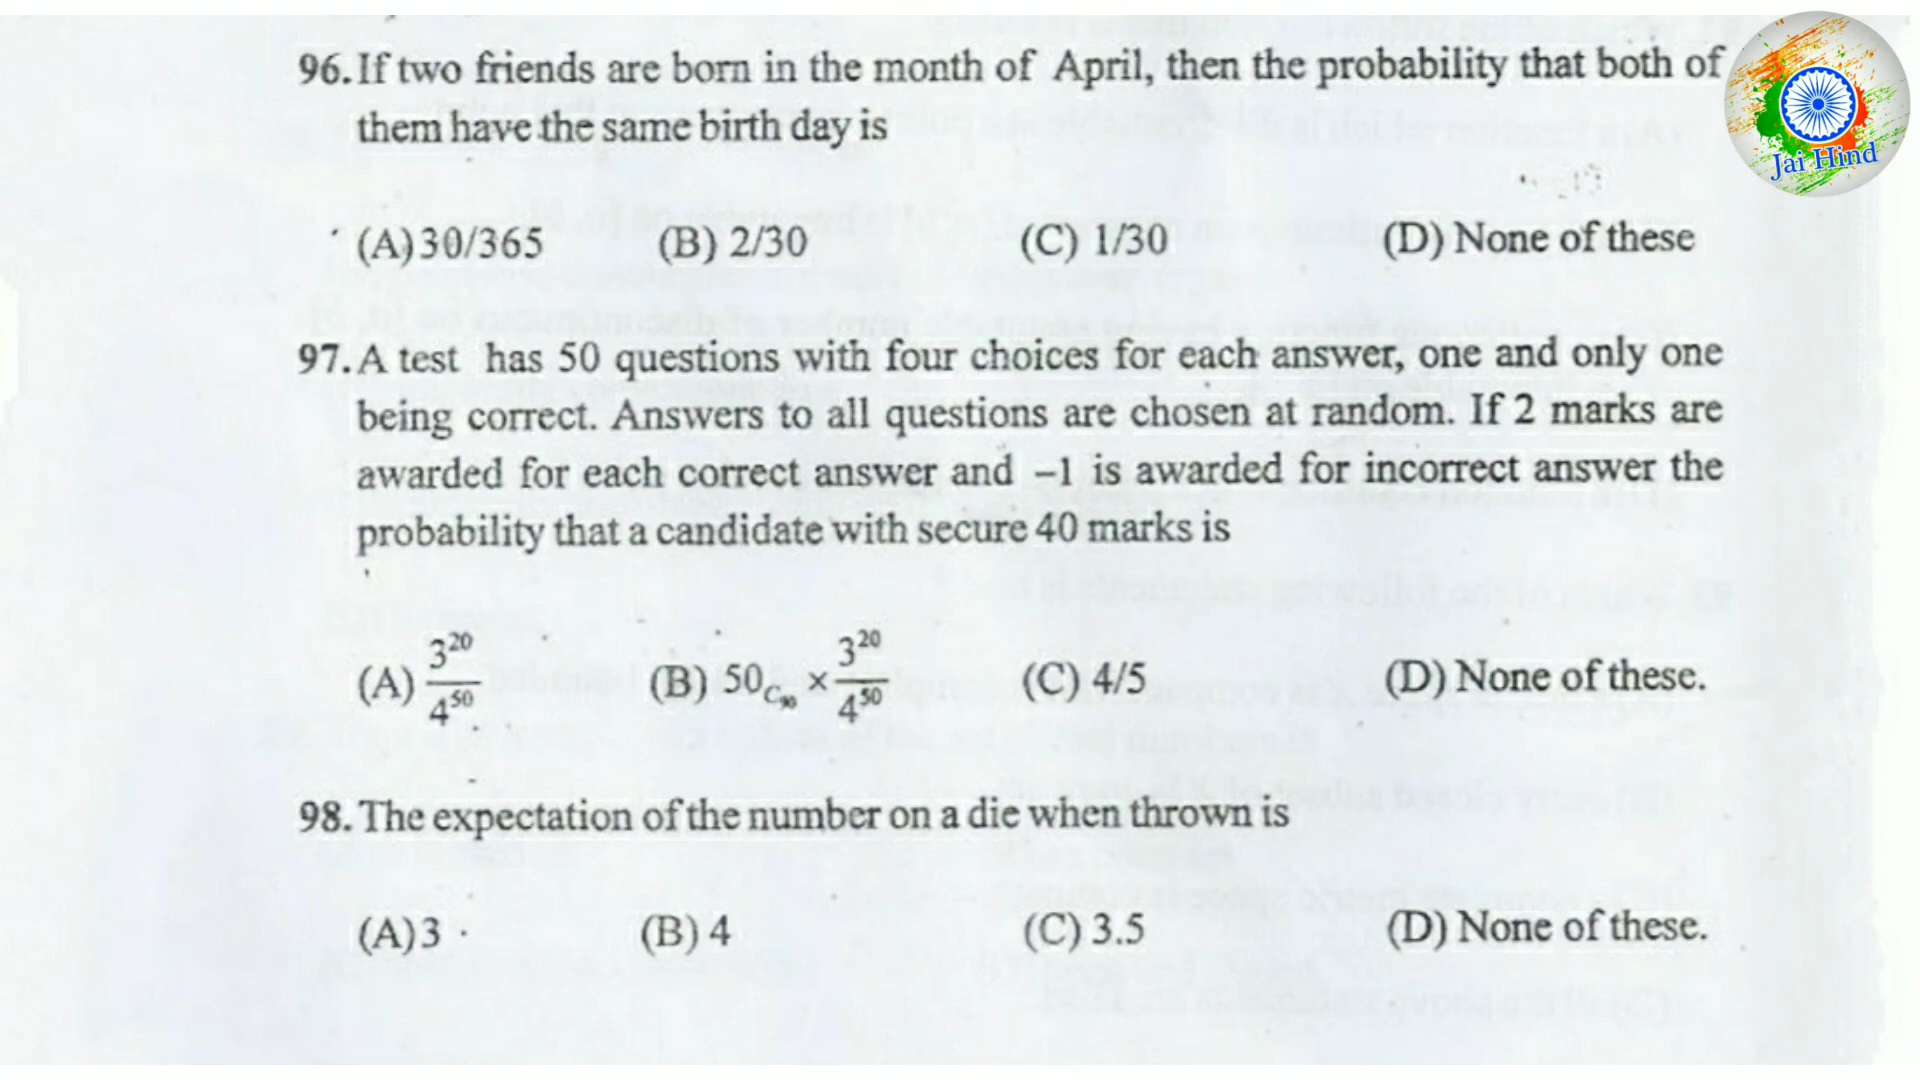 96. If two friends are born in the month of April, then the probability that both of
them have the same birth day is
(A) 30/365 (B) 2/30 (C) 1/30 (D) None of these
97. A test has 50 questions with four choices for each answer, one and only one
being correct. Answers to all questions are chosen at random. If 2 marks are
awarded for each correct answer and –1 is awarded for incorrect answer the
probability that a candidate with secure 40 marks is
(A) 3^20/4^50 (B) 50_C × 3^20/4^50 (C) 4/5 (D) None of these.
98. The expectation of the number on a die when thrown is
(A) 3 (B) 4 (C) 3.5 (D) None of these.
Jai Hind